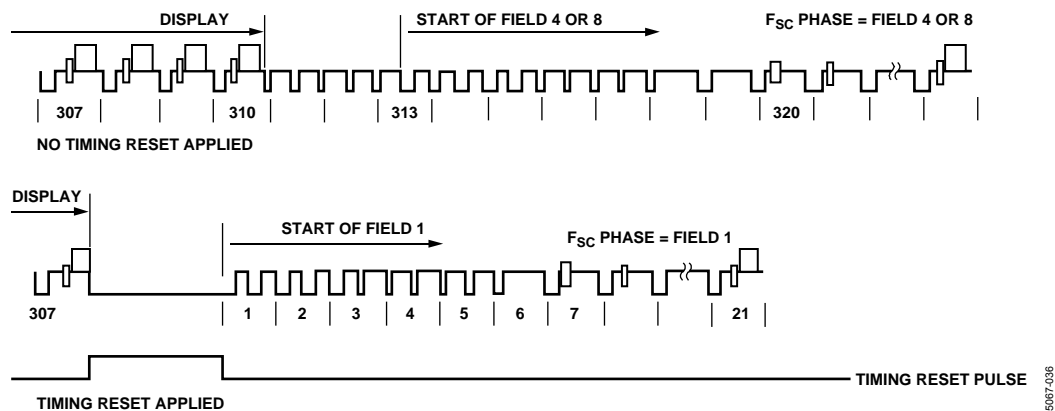 DISPLAY
START OF FIELD 4 OR 8
FSC PHASE = FIELD 4 OR 8
307
310
313
320
NO TIMING RESET APPLIED
DISPLAY
START OF FIELD 1
FSC PHASE = FIELD 1
307
1
2
3
4
5
6
7
21
TIMING RESET PULSE
TIMING RESET APPLIED
5067-036